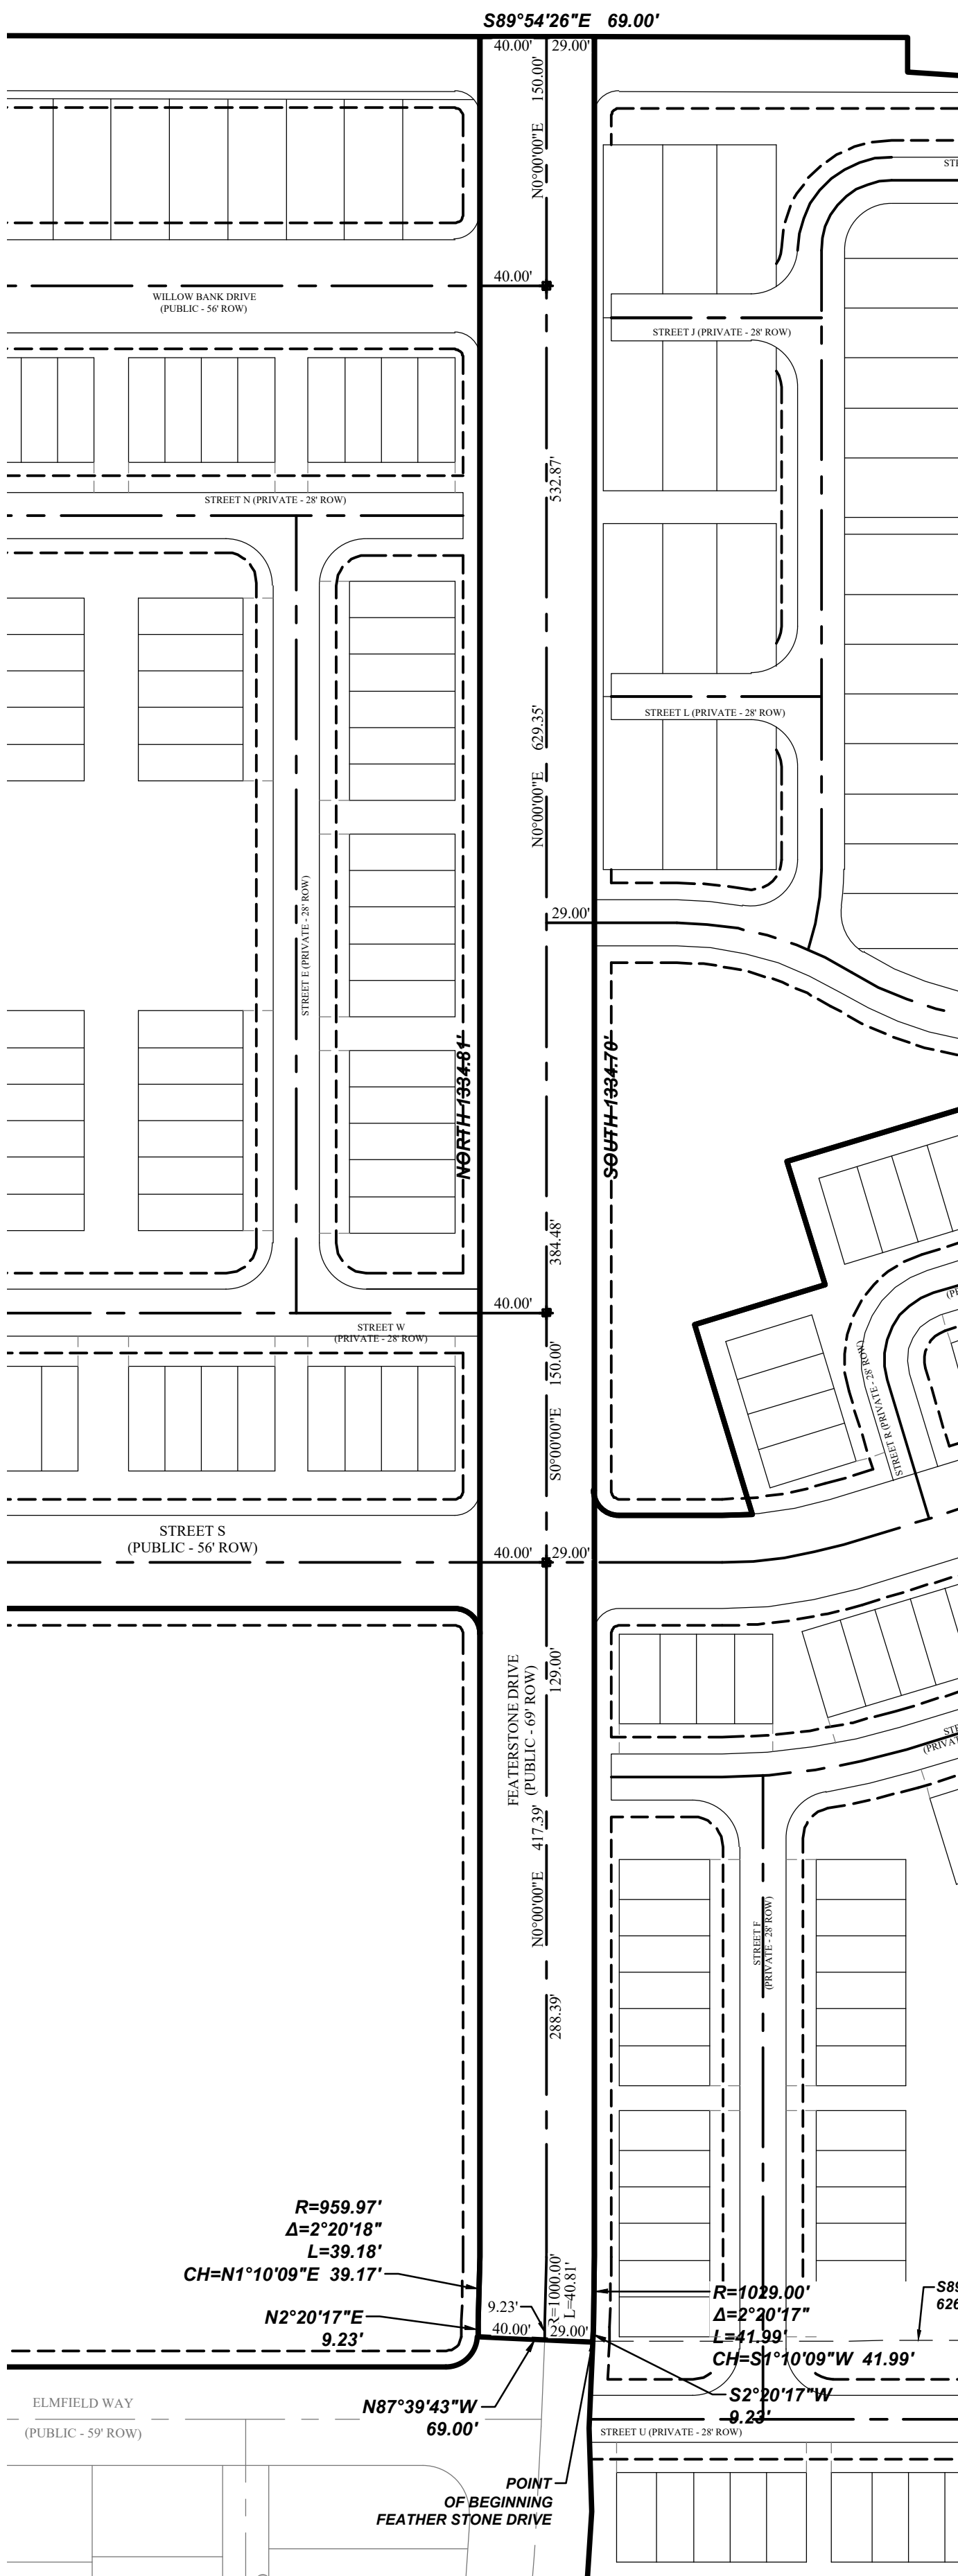 S89°54'26"E 69.00'
40.00'
29.00'
N0°00'00"E 150.00'
40.00'
WILLOW BANK DRIVE
(PUBLIC - 56' ROW)
STREET J (PRIVATE - 28' ROW)
532.87'
STREET N (PRIVATE - 28' ROW)
N0°00'00"E 629.35'
STREET L (PRIVATE - 28' ROW)
29.00'
STREET E (PRIVATE - 28' ROW)
NORTH 1334.81'
SOUTH 1334.70'
384.48'
40.00'
STREET W
(PRIVATE - 28' ROW)
S0°00'00"E 150.00'
STREET R (PRIVATE - 28' ROW)
STREET S
(PUBLIC - 56' ROW)
40.00'
29.00'
129.00'
FEATERSTONE DRIVE
(PUBLIC - 69' ROW)
N0°00'00"E 417.39'
STREET F
(PRIVATE - 28' ROW)
288.39'
R=959.97'
Δ=2°20'18"
L=39.18'
CH=N1°10'09"E 39.17'
R=1000.00'
L=40.81'
R=1029.00'
Δ=2°20'17"
L=41.99'
CH=S1°10'09"W 41.99'
S89
626
N2°20'17"E
9.23'
9.23'
40.00'
29.00'
S2°20'17"W
9.23'
N87°39'43"W
69.00'
ELMFIELD WAY
(PUBLIC - 59' ROW)
STREET U (PRIVATE - 28' ROW)
POINT
OF BEGINNING
FEATHER STONE DRIVE